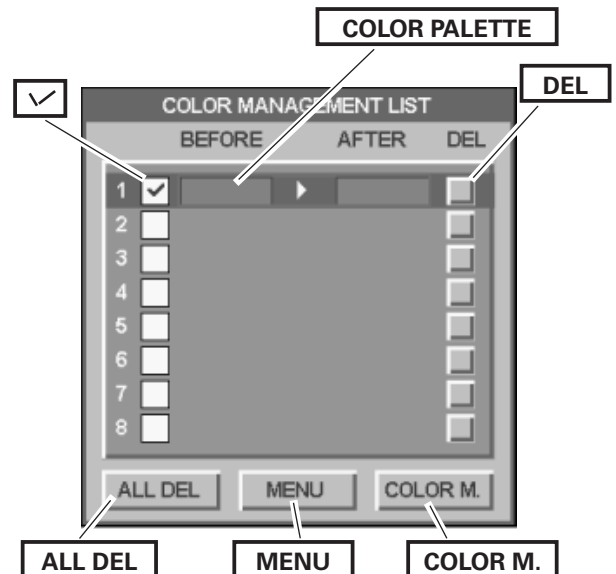 COLOR PALETTE
DEL
COLOR MANAGEMENT LIST
BEFORE AFTER DEL
1
2
3
4
5
6
7
8
ALL DEL MENU COLOR M.
ALL DEL MENU COLOR M.